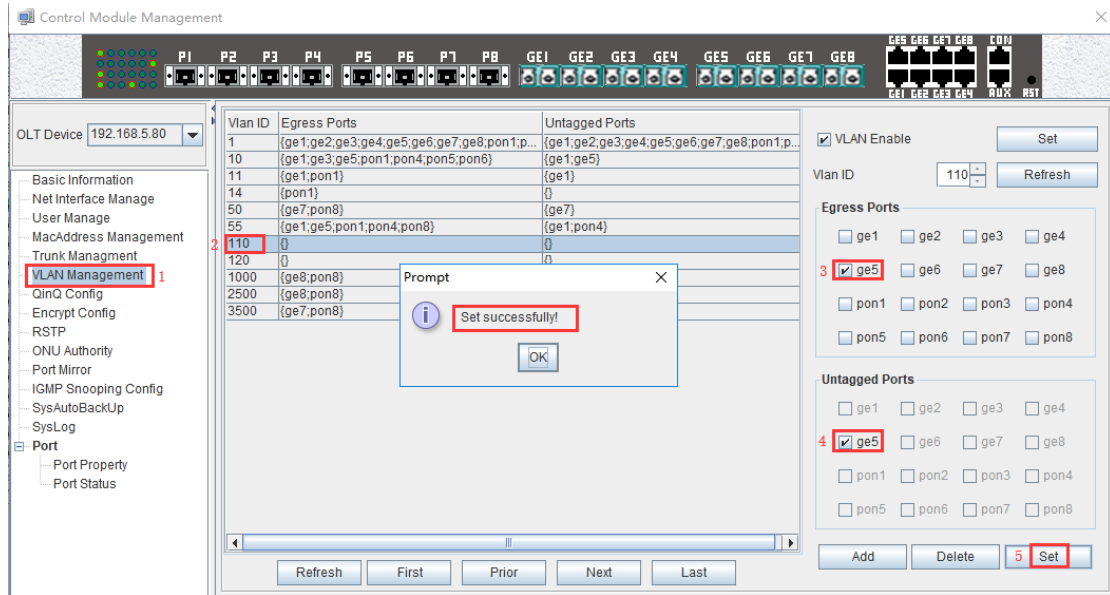 Control Module Management
P1 P2 P3 P4 P5 P6 P7 P8 GE1 GE2 GE3 GE4 GE5 GE6 GE7 GE8
GE5 GE6 GE7 GE8 CON
GE1 GE2 GE3 GE4 AUX RST
OLT Device 192.168.5.80
Basic Information
Net Interface Manage
User Manage
MacAddress Management
Trunk Managment
VLAN Management 1
QinQ Config
Encrypt Config
RSTP
ONU Authority
Port Mirror
IGMP Snooping Config
SysAutoBackUp
SysLog
Port
Port Property
Port Status
Vlan ID Egress Ports Untagged Ports
1 {ge1;ge2;ge3;ge4;ge5;ge6;ge7;ge8;pon1;p... {ge1;ge2;ge3;ge4;ge5;ge6;ge7;ge8;pon1;p...
10 {ge1;ge3;ge5;pon1;pon4;pon5;pon6} {ge1;ge5}
11 {ge1;pon1} {ge1}
14 {pon1} {}
50 {ge7;pon8} {ge7}
55 {ge1;ge5;pon1;pon4;pon8} {ge1;pon4}
2 110 {} {}
120 {} {}
1000 {ge8;pon8}
2500 {ge8;pon8}
3500 {ge7;pon8}
Prompt
Set successfully!
OK
Refresh First Prior Next Last
VLAN Enable Set
Vlan ID 110 Refresh
Egress Ports
ge1 ge2 ge3 ge4
3 ge5 ge6 ge7 ge8
pon1 pon2 pon3 pon4
pon5 pon6 pon7 pon8
Untagged Ports
ge1 ge2 ge3 ge4
4 ge5 ge6 ge7 ge8
pon1 pon2 pon3 pon4
pon5 pon6 pon7 pon8
Add Delete 5 Set